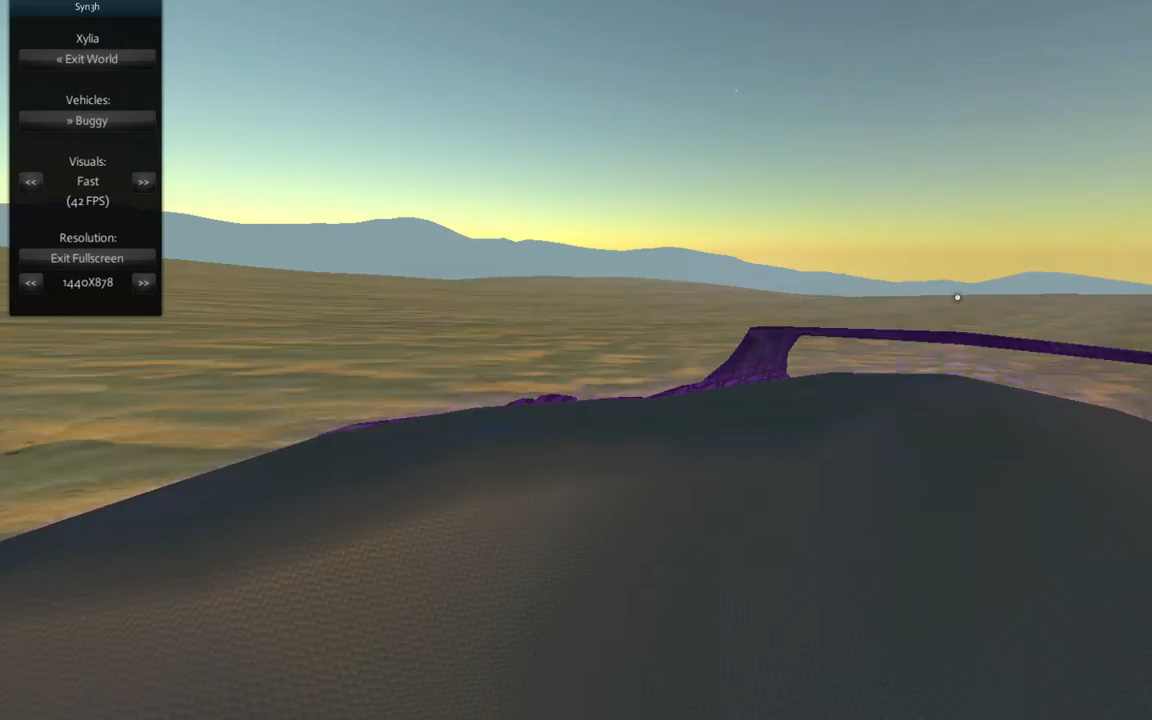 Syn3h
Xylia
« Exit World
Vehicles:
» Buggy
Visuals:
<< Fast >>
(42 FPS)
Resolution:
Exit Fullscreen
<< 1440X878 >>